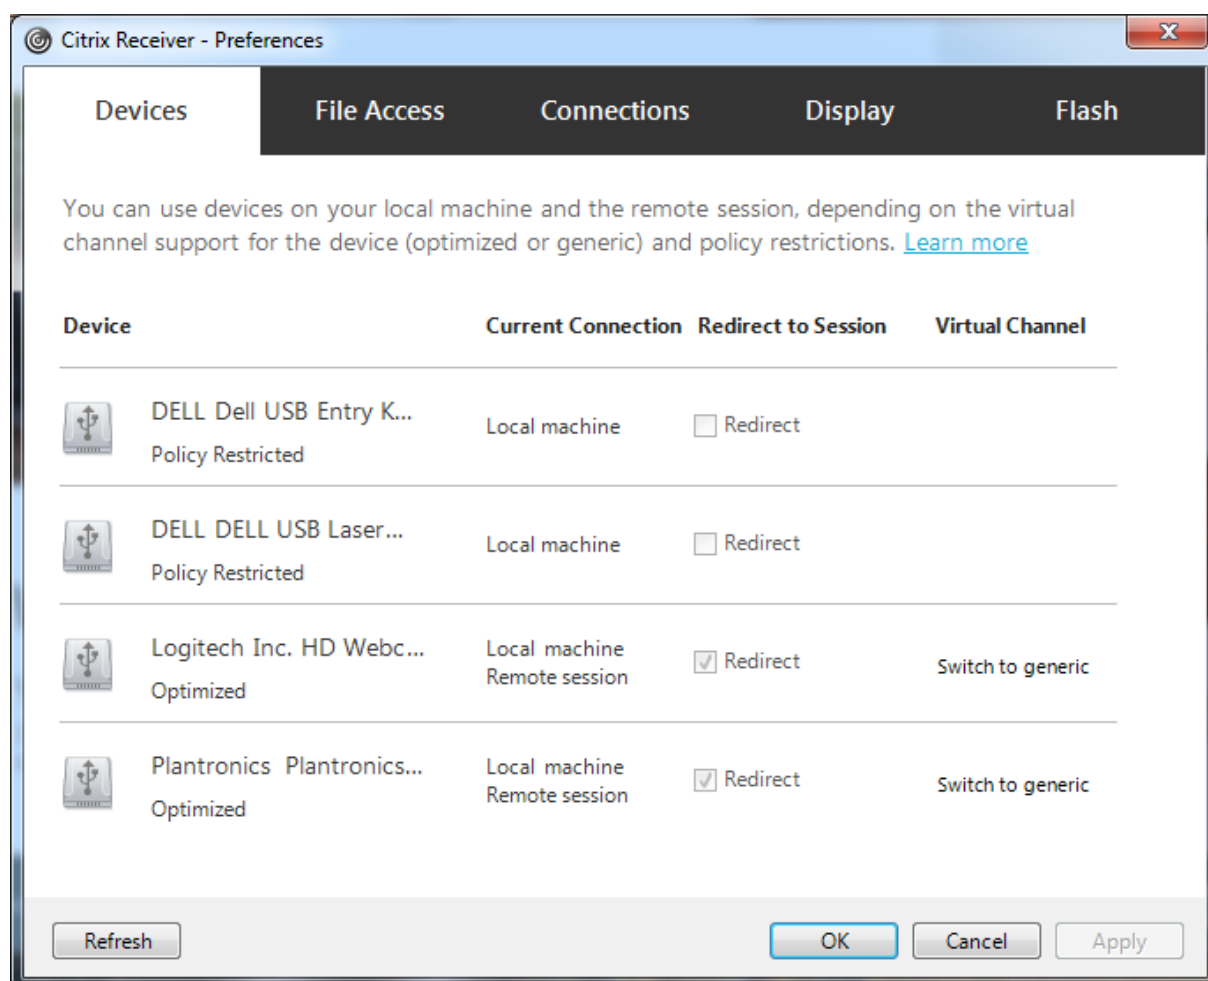 Citrix Receiver - Preferences
Devices File Access Connections Display Flash
You can use devices on your local machine and the remote session, depending on the virtual
channel support for the device (optimized or generic) and policy restrictions. Learn more
Device Current Connection Redirect to Session Virtual Channel
DELL Dell USB Entry K...
Policy Restricted
Local machine
Redirect
DELL DELL USB Laser...
Policy Restricted
Local machine
Redirect
Logitech Inc. HD Webc...
Optimized
Local machine
Remote session
Redirect
Switch to generic
Plantronics Plantronics...
Optimized
Local machine
Remote session
Redirect
Switch to generic
Refresh OK Cancel Apply